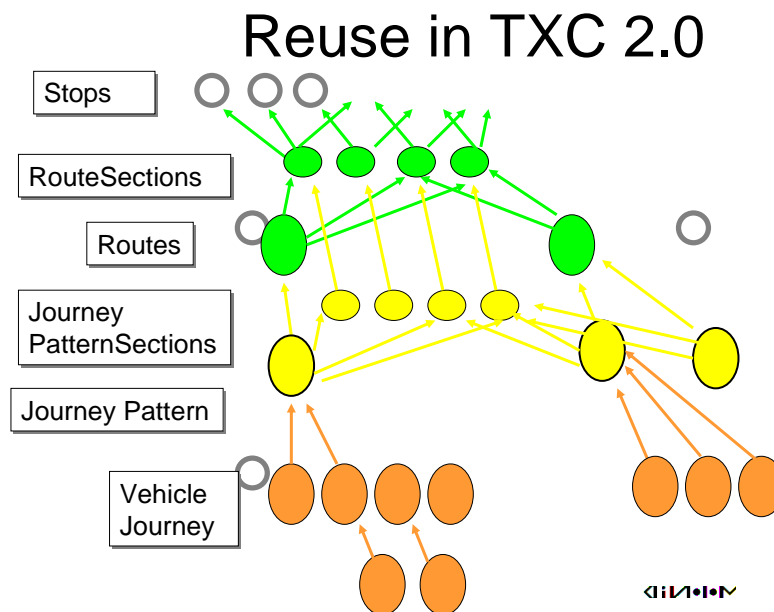 Reuse in TXC 2.0
Stops
RouteSections
Routes
Journey
PatternSections
Journey Pattern
Vehicle
Journey